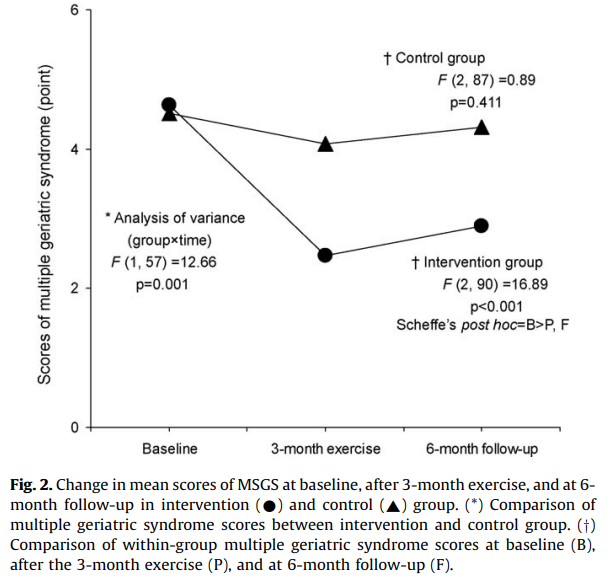 6
† Control group
F (2, 87) =0.89
p=0.411
4
* Analysis of variance
(group×time)
F (1, 57) =12.66
p=0.001
† Intervention group
F (2, 90) =16.89
p<0.001
Scheffe's post hoc=B>P, F
2
0
Scores of multiple geriatric syndrome (point)
Baseline
3-month exercise
6-month follow-up
Fig. 2. Change in mean scores of MSGS at baseline, after 3-month exercise, and at 6-
month follow-up in intervention (●) and control (▲) group. (*) Comparison of
multiple geriatric syndrome scores between intervention and control group. (†)
Comparison of within-group multiple geriatric syndrome scores at baseline (B),
after the 3-month exercise (P), and at 6-month follow-up (F).